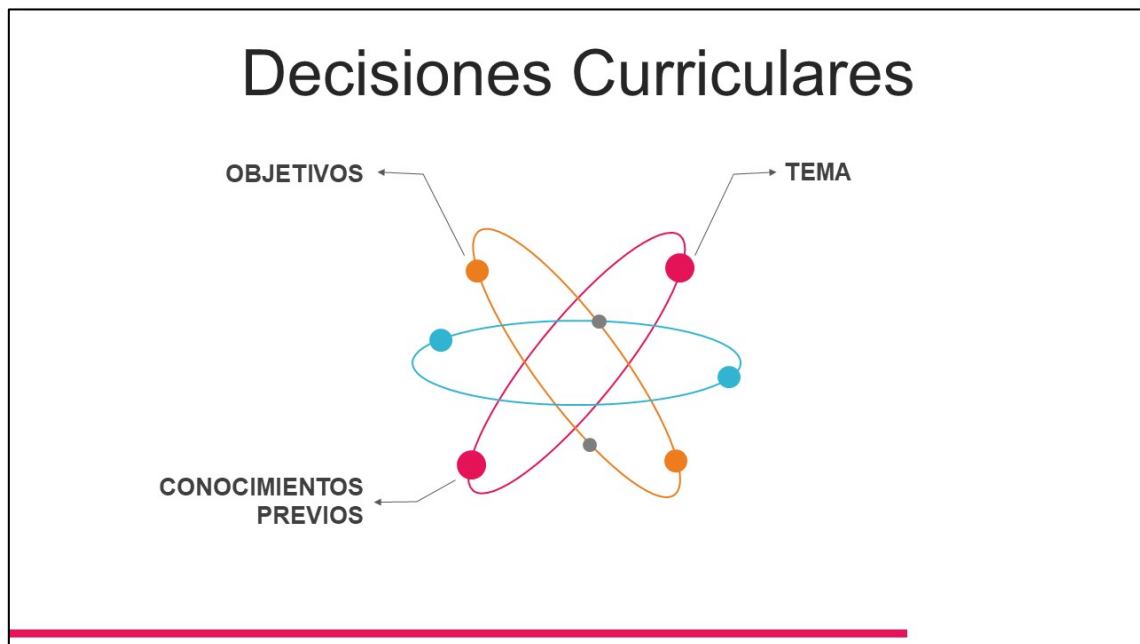 Decisiones Curriculares
OBJETIVOS
TEMA
CONOCIMIENTOS
PREVIOS